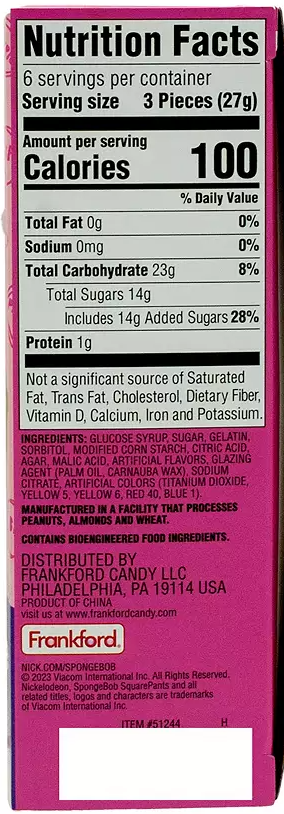 Nutrition Facts
6 servings per container
Serving size 3 Pieces (27g)
Amount per serving
Calories 100
% Daily Value
Total Fat 0g 0%
Sodium 0mg 0%
Total Carbohydrate 23g 8%
Total Sugars 14g
Includes 14g Added Sugars 28%
Protein 1g
Not a significant source of Saturated
Fat, Trans Fat, Cholesterol, Dietary Fiber,
Vitamin D, Calcium, Iron and Potassium.
INGREDIENTS: GLUCOSE SYRUP, SUGAR, GELATIN,
SORBITOL, MODIFIED CORN STARCH, CITRIC ACID,
AGAR, MALIC ACID, ARTIFICIAL FLAVORS, GLAZING
AGENT (PALM OIL, CARNAUBA WAX), SODIUM
CITRATE, ARTIFICIAL COLORS (TITANIUM DIOXIDE,
YELLOW 5, YELLOW 6, RED 40, BLUE 1).
MANUFACTURED IN A FACILITY THAT PROCESSES
PEANUTS, ALMONDS AND WHEAT.
CONTAINS BIOENGINEERED FOOD INGREDIENTS.
DISTRIBUTED BY
FRANKFORD CANDY LLC
PHILADELPHIA, PA 19114 USA
PRODUCT OF CHINA
visit us at www.frankfordcandy.com
Frankford®
NICK.COM/SPONGEBOB
© 2023 Viacom International Inc. All Rights Reserved.
Nickelodeon, SpongeBob SquarePants and all
related titles, logos and characters are trademarks
of Viacom International Inc.
ITEM #51244 H